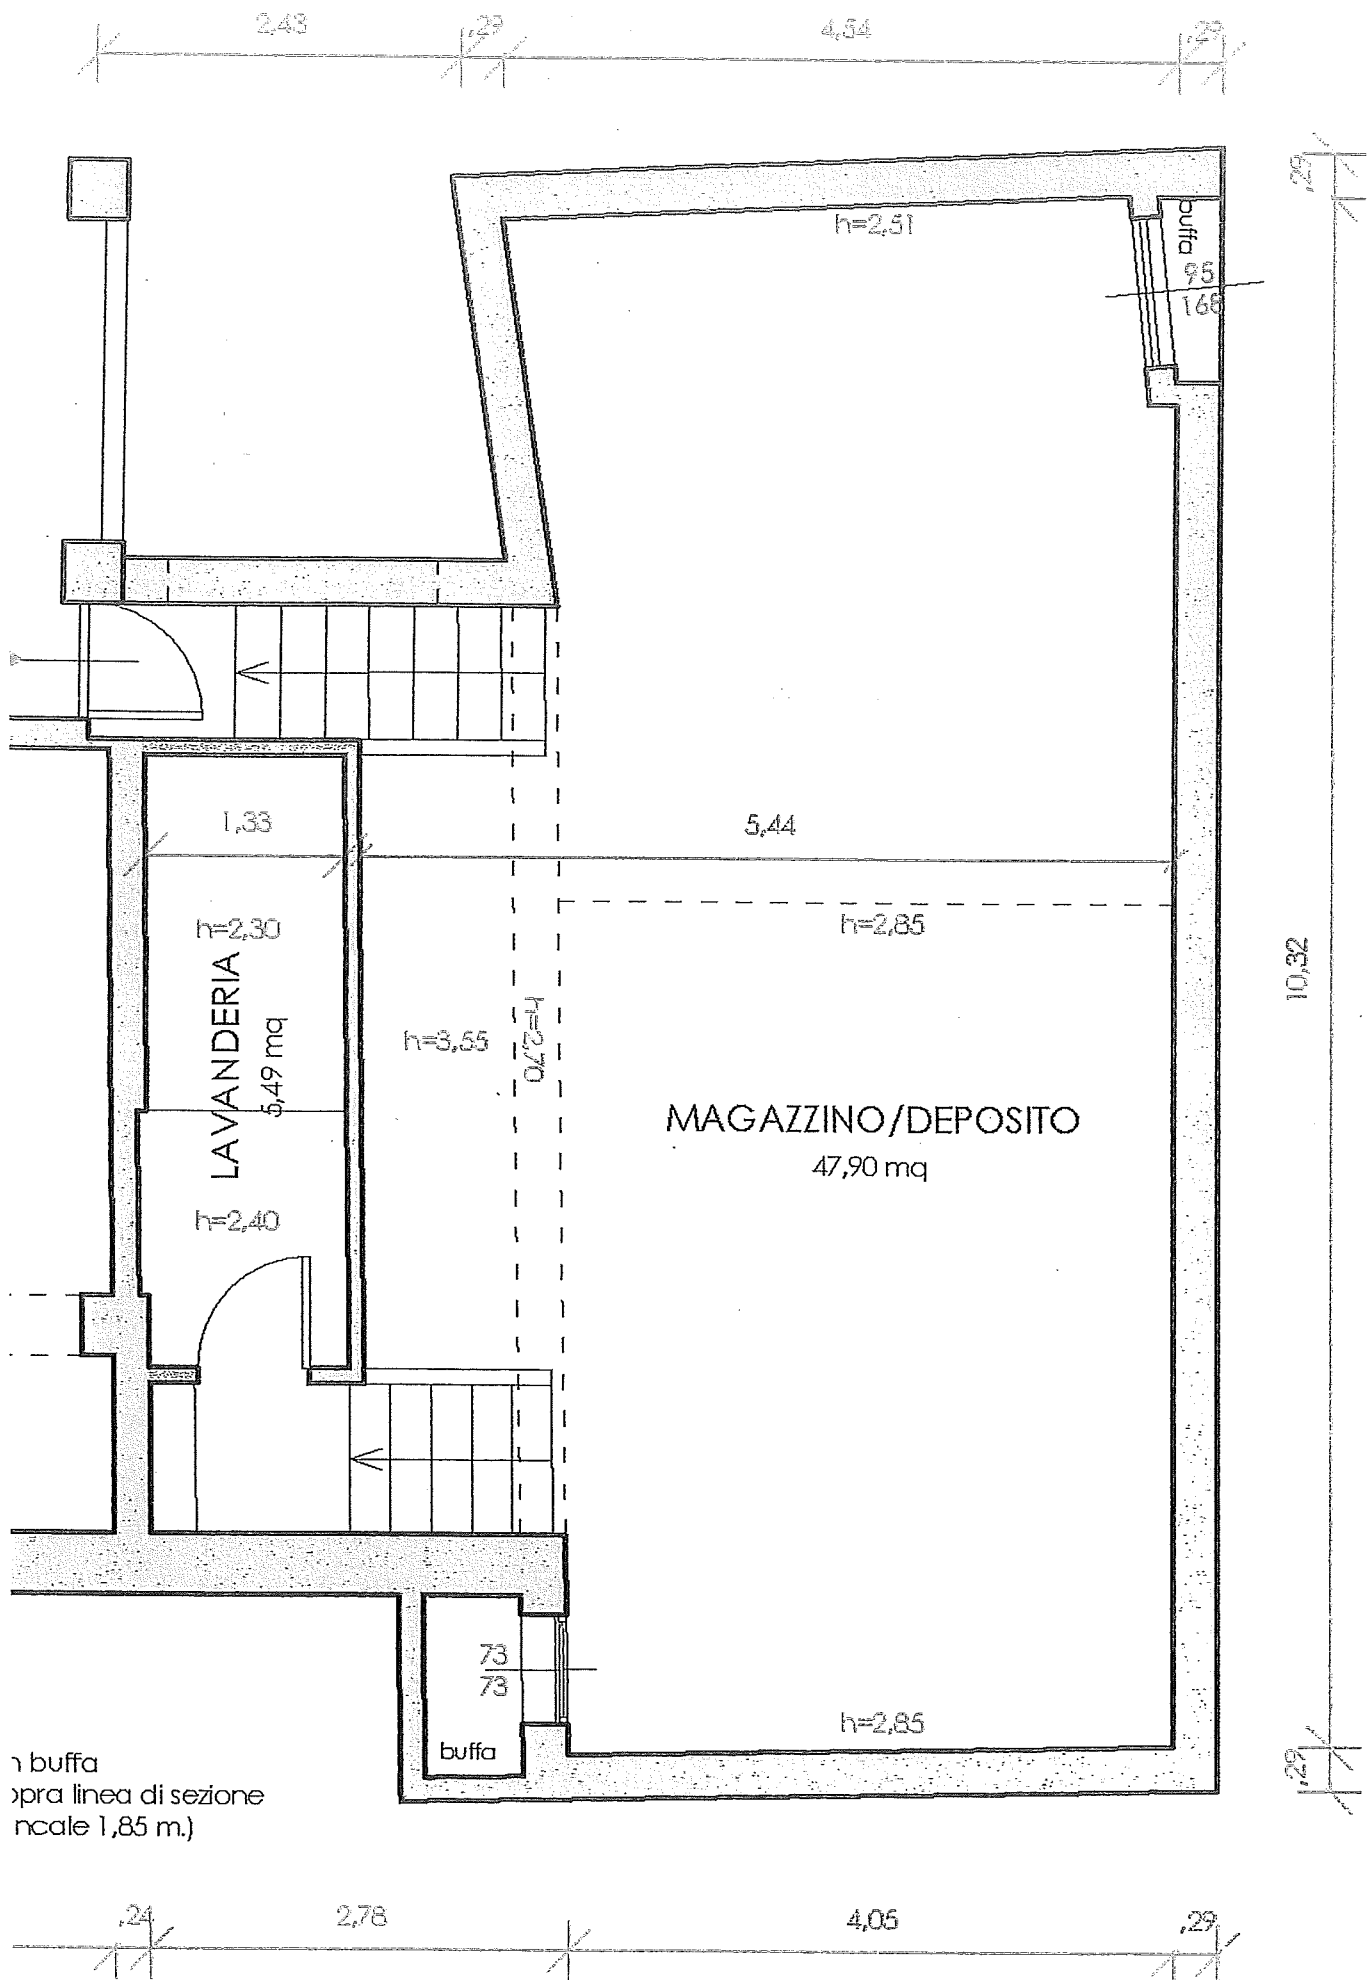 2,43
,29
4,54
,29
,29
h=2,51
buffa
95
168
1,33
5,44
h=2,30
h=2,85
LAVANDERIA
5,49 mq
h=3,55
h=2,70
10,32
MAGAZZINO/DEPOSITO
47,90 mq
h=2,40
73
73
h=2,85
buffa
,29
n buffa
opra linea di sezione
ncale 1,85 m.)
,24
2,78
4,05
,29